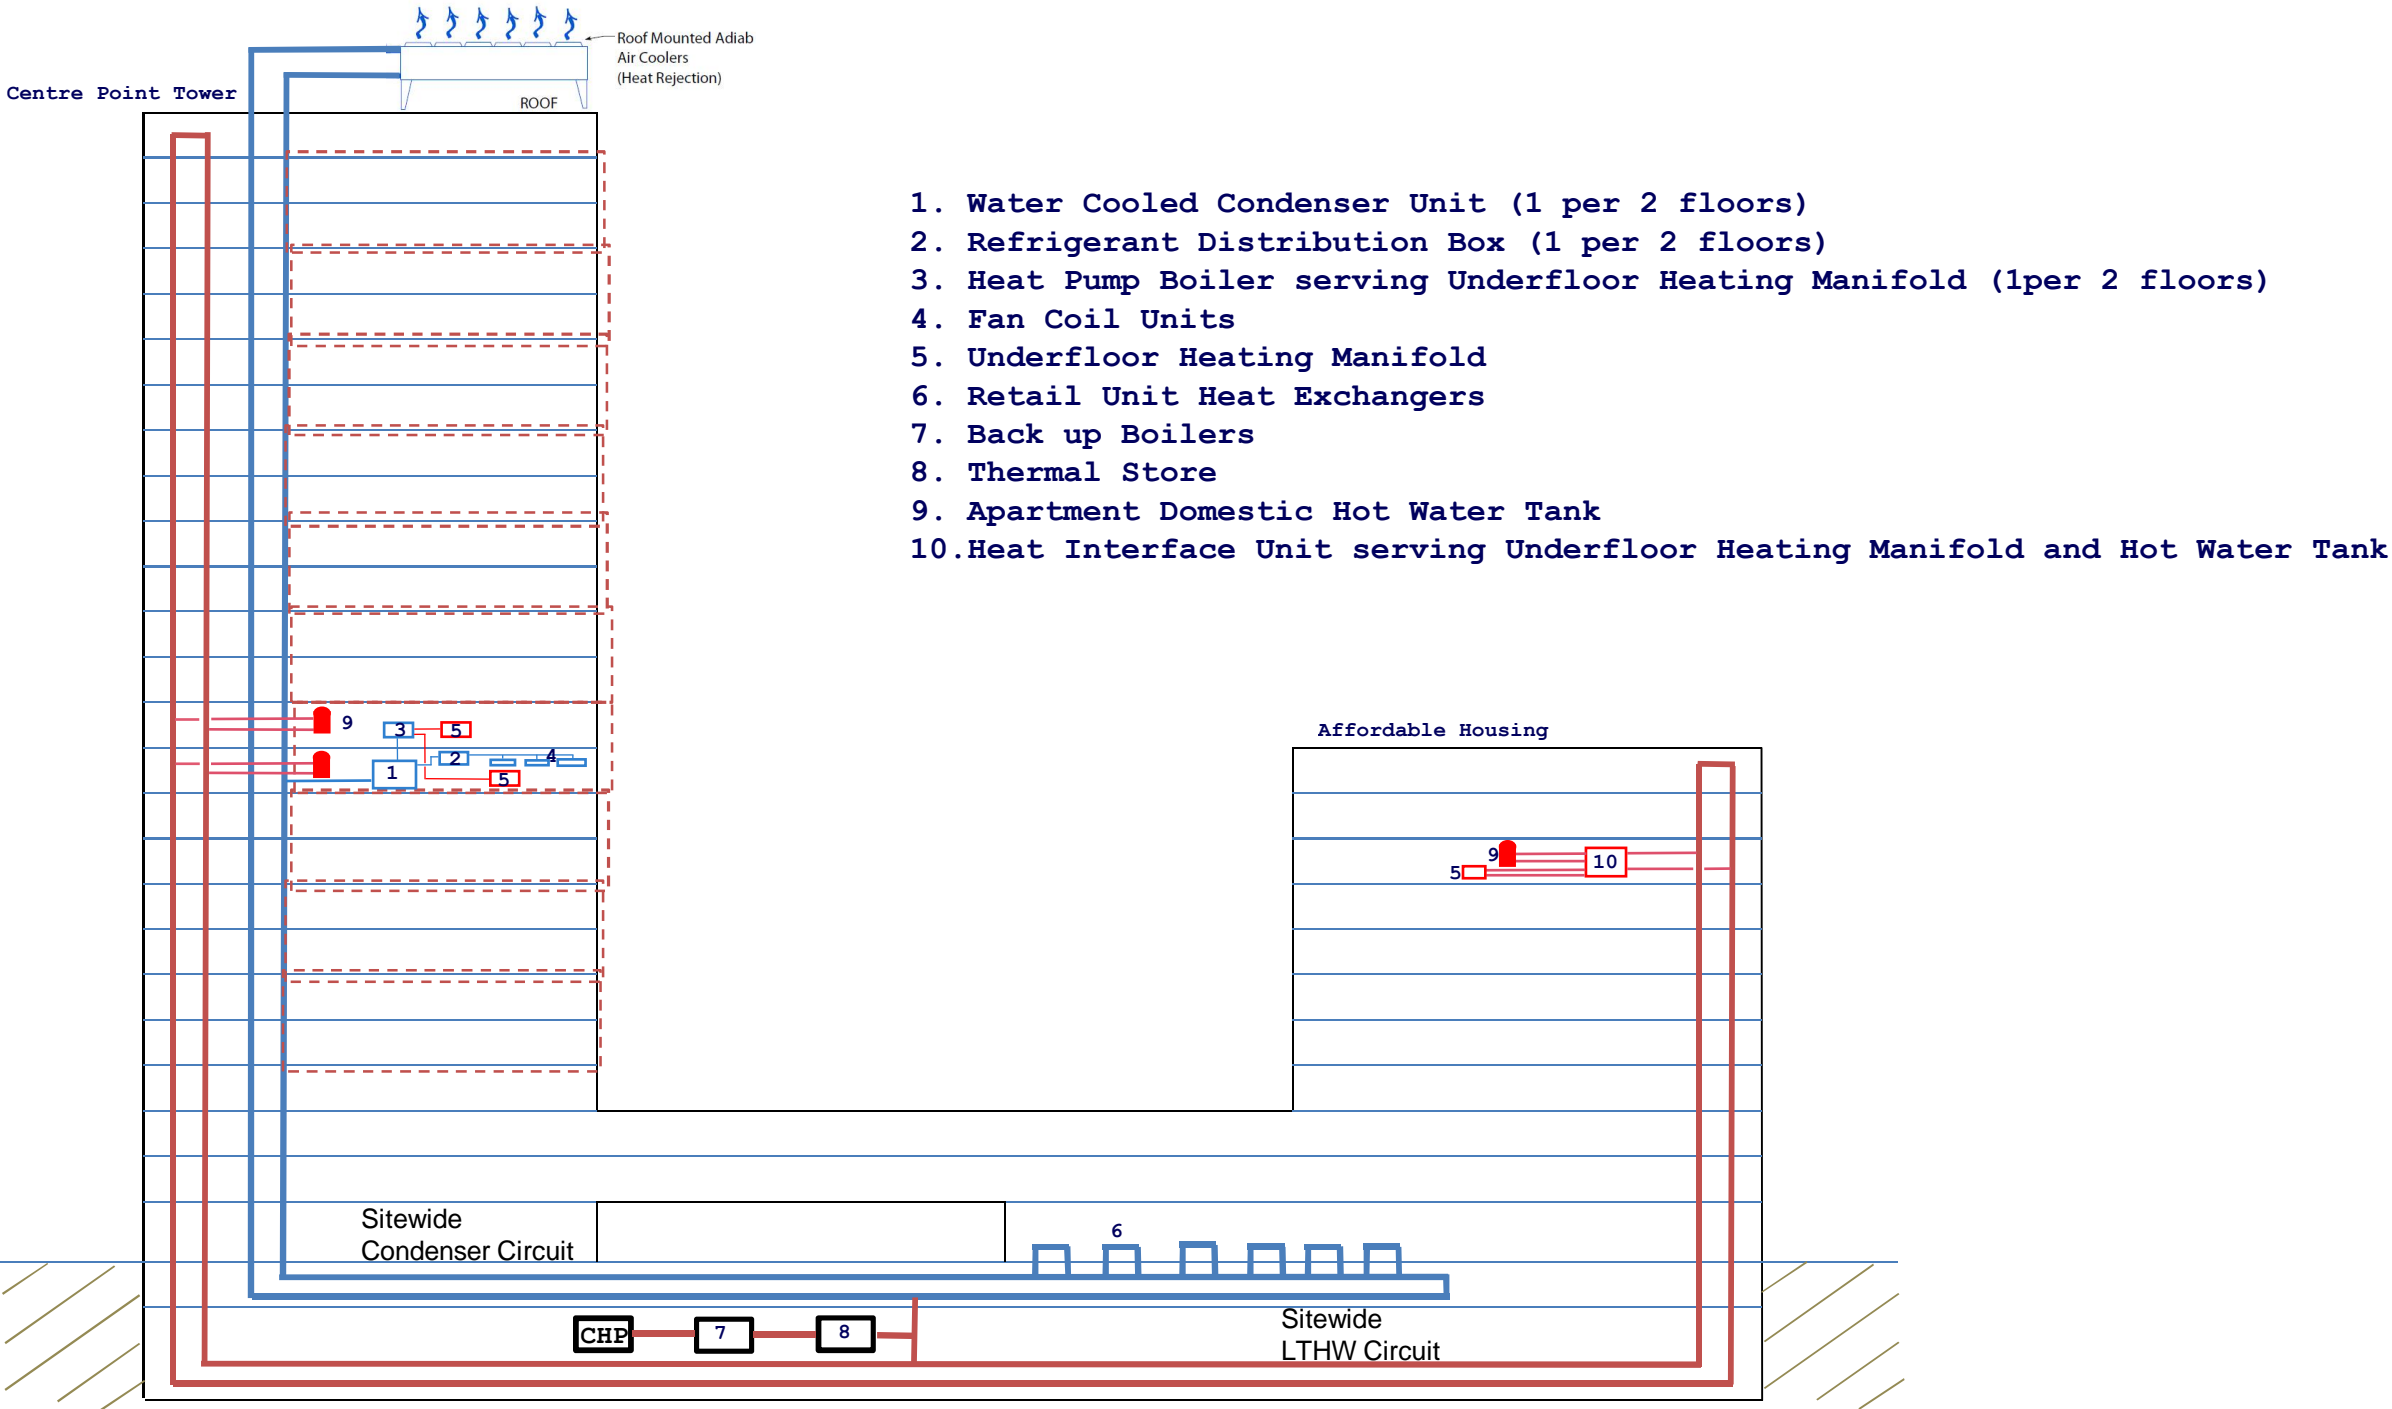 Roof Mounted Adiab
Air Coolers
(Heat Rejection)
ROOF
Centre Point Tower
1. Water Cooled Condenser Unit (1 per 2 floors)
2. Refrigerant Distribution Box (1 per 2 floors)
3. Heat Pump Boiler serving Underfloor Heating Manifold (1per 2 floors)
4. Fan Coil Units
5. Underfloor Heating Manifold
6. Retail Unit Heat Exchangers
7. Back up Boilers
8. Thermal Store
9. Apartment Domestic Hot Water Tank
10.Heat Interface Unit serving Underfloor Heating Manifold and Hot Water Tank
9
3
5
2
4
1
5
Affordable Housing
9
10
5
Sitewide
Condenser Circuit
6
CHP
7
8
Sitewide
LTHW Circuit